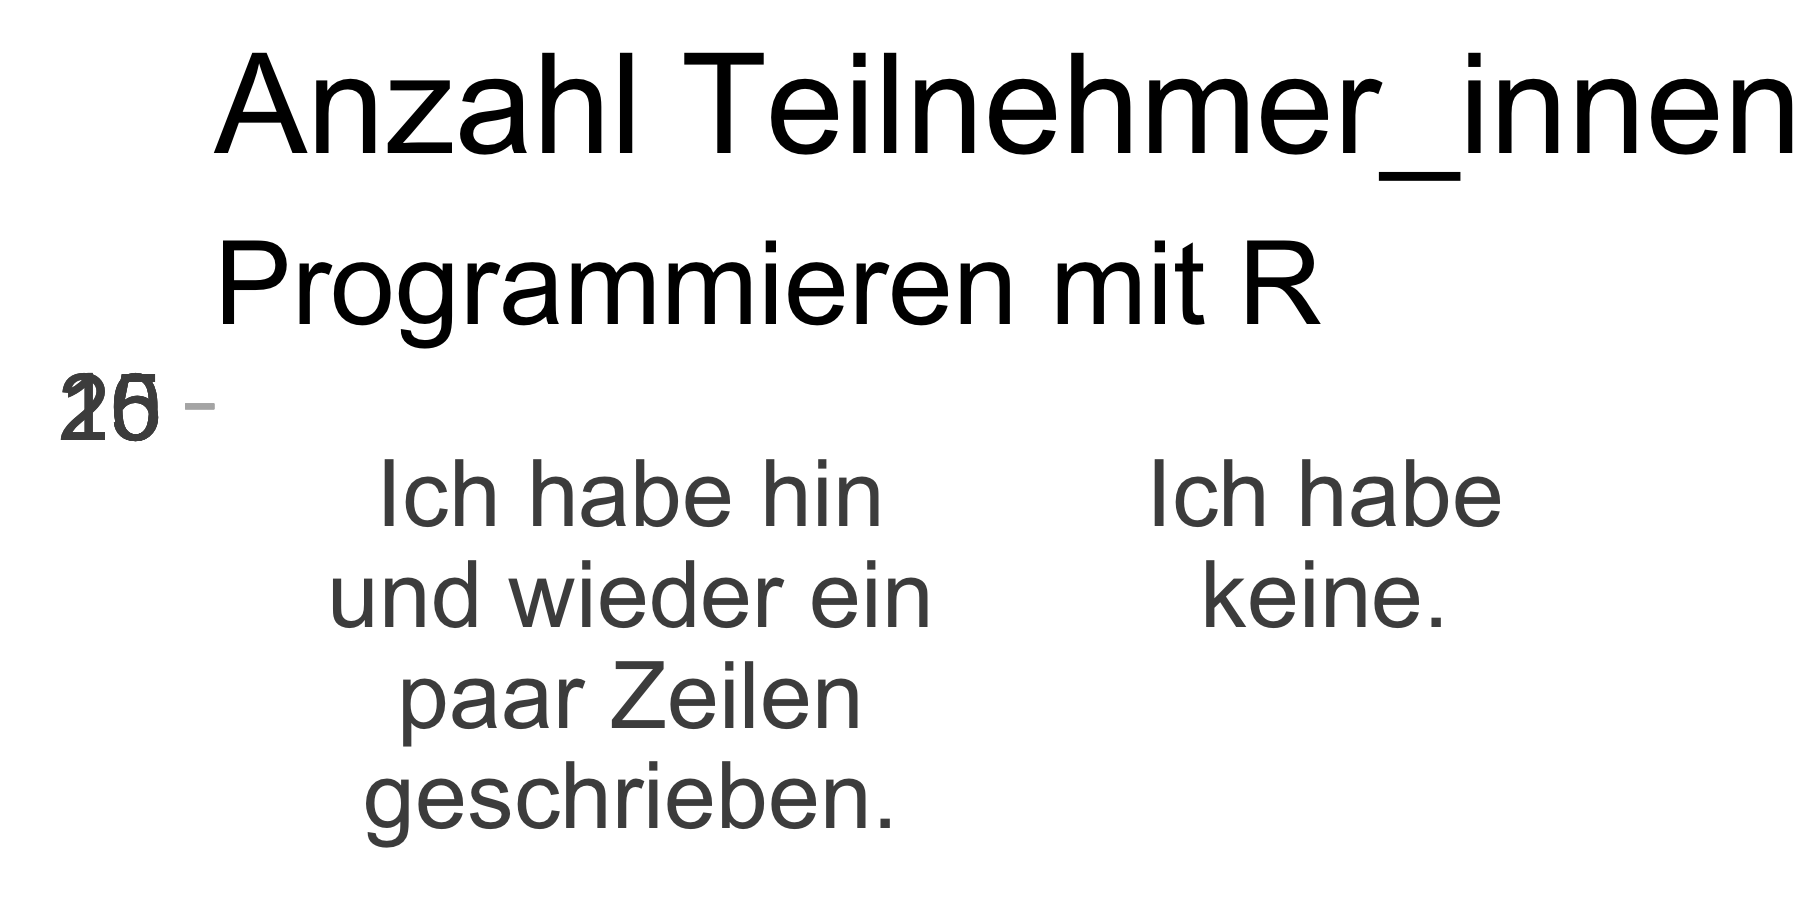 Anzahl Teilnehmer_innen
Programmieren mit R
Ich habe hin
und wieder ein
paar Zeilen
geschrieben.
Ich habe
keine.